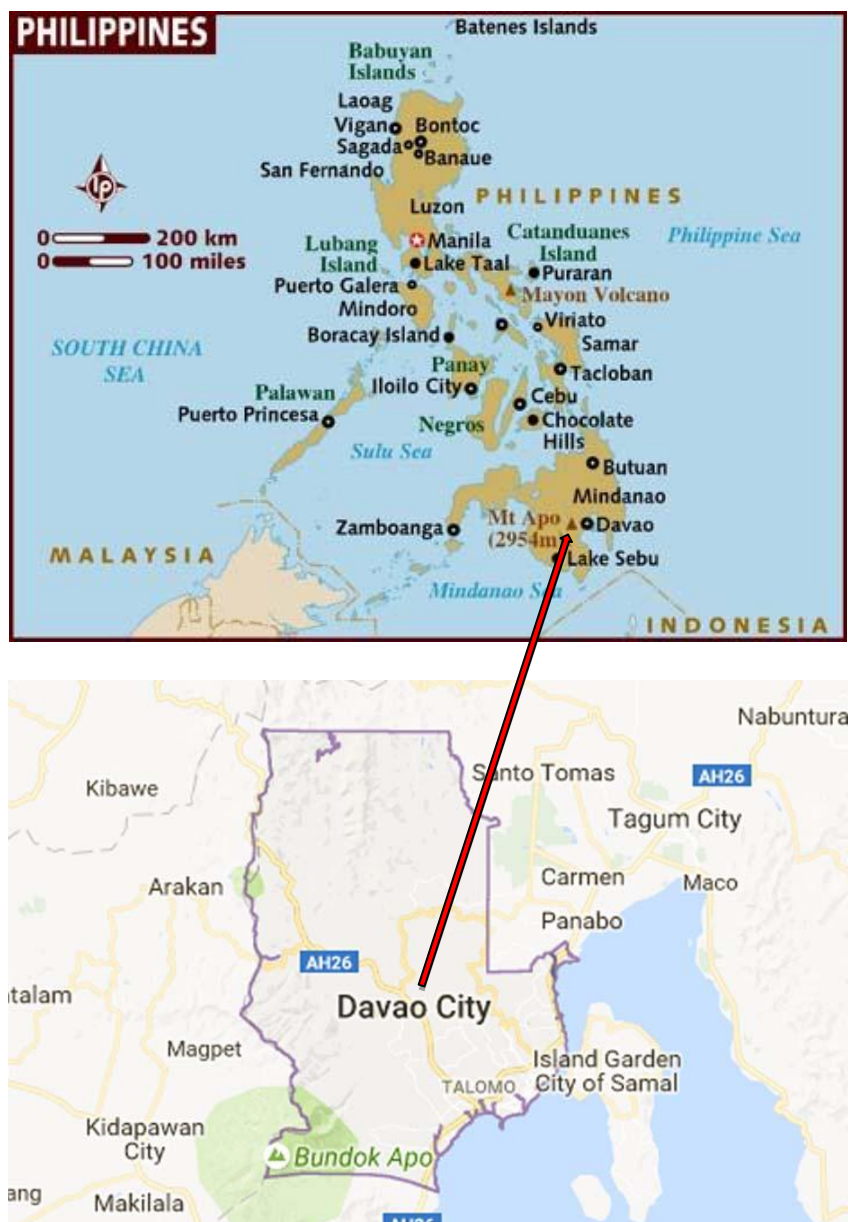 PHILIPPINES
Batenes Islands
Babuyan
Islands
Laoag
Vigan
Bontoc
Sagada
Banaue
San Fernando
PHILIPPINES
Luzon
0 200 km
0 100 miles
Manila
Lubang
Island
Catanduanes
Island
Philippine Sea
Lake Taal
Puraran
Puerto Galera
Mayon Volcano
Mindoro
Viriato
Boracay Island
Samar
SOUTH CHINA
SEA
Panay
Tacloban
Palawan
Iloilo City
Puerto Princesa
Cebu
Negros
Chocolate
Hills
Sulu Sea
Butuan
Mindanao
Zamboanga
Mt Apo
(2954m
Davao
MALAYSIA
Lake Sebu
Mindanao Sea
INDONESIA
Nabuntura
Santo Tomas
AH26
Kibawe
Tagum City
Arakan
Carmen
Maco
Panabo
AH26
talam
Davao City
Magpet
Island Garden
City of Samal
TALOMO
Kidapawan
City
Bundok Apo
ang
Makilala
AH26